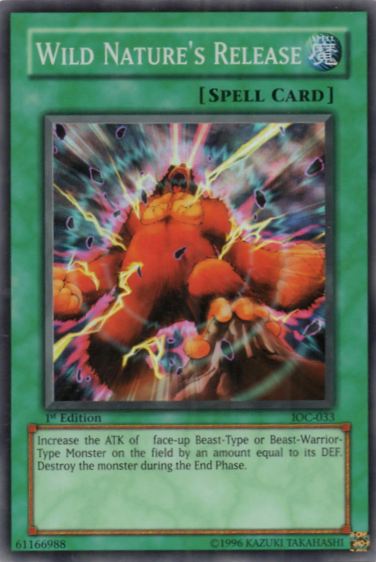 WILD NATURE'S RELEASE 魔
[SPELL CARD]
1st Edition
IOC-033
Increase the ATK of face-up Beast-Type or Beast-Warrior-
Type Monster on the field by an amount equal to its DEF.
Destroy the monster during the End Phase.
61166988
©1996 KAZUKI TAKAHASHI